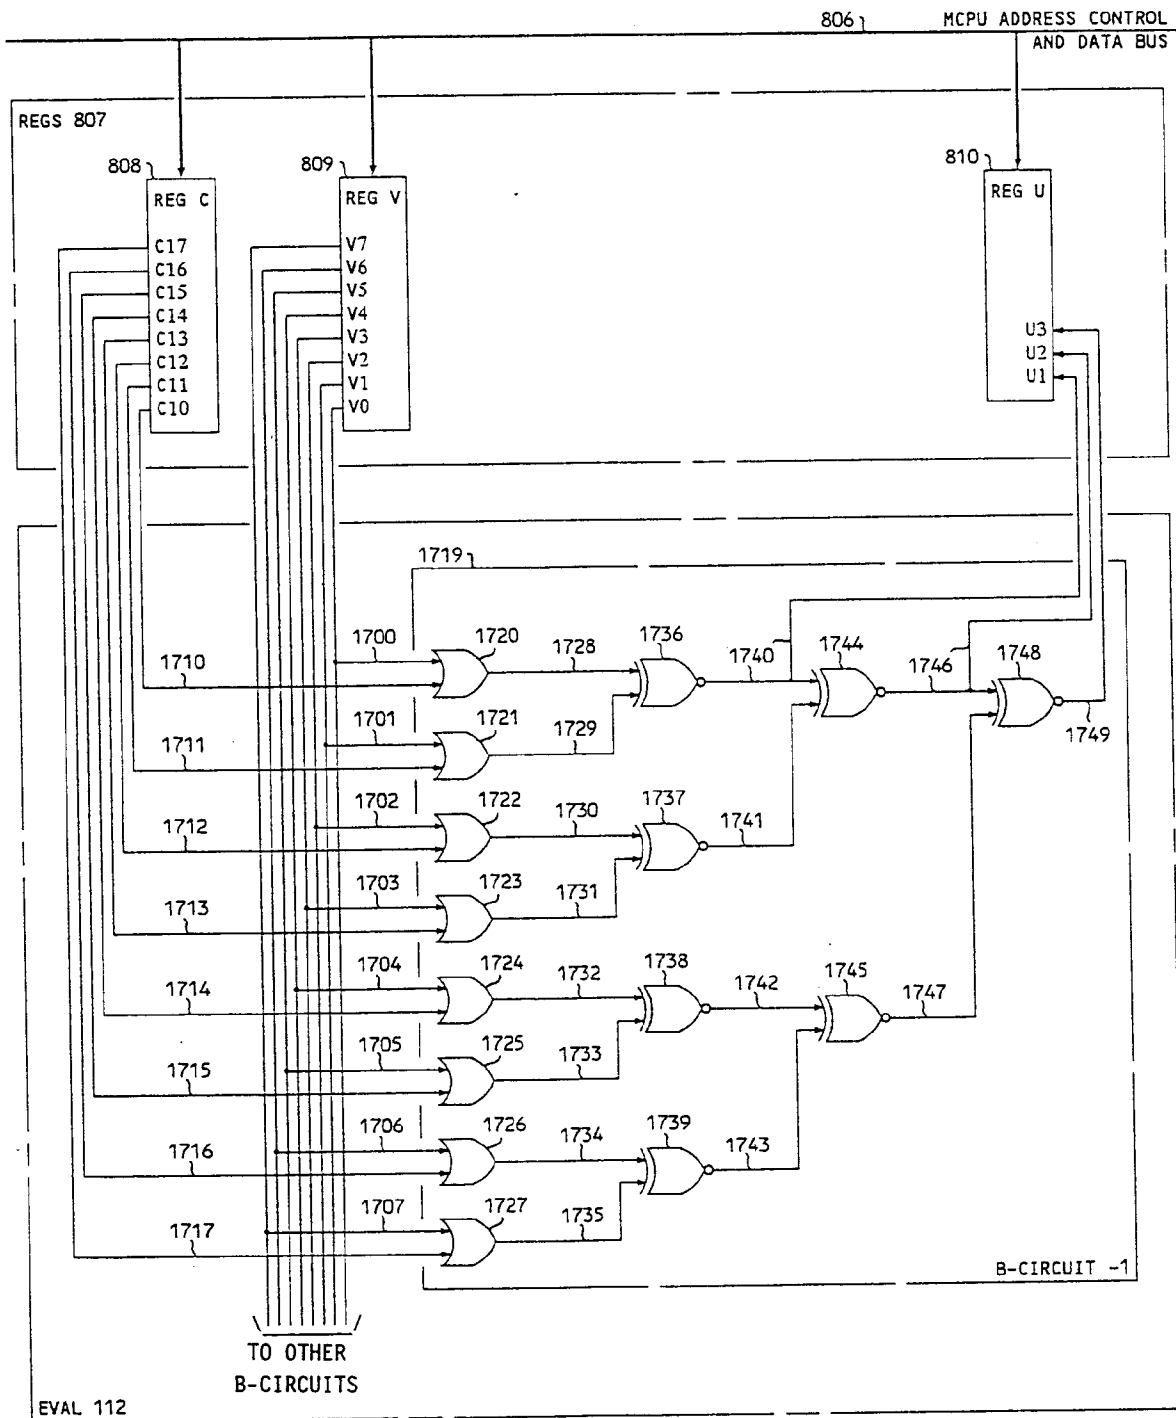 806 MCPU ADDRESS CONTROL
AND DATA BUS
REGS 807
808 809 810
REG C REG V REG U
C17 V7
C16 V6
C15 V5
C14 V4
C13 V3 U3
C12 V2 U2
C11 V1 U1
C10 V0
1719
1700 1720 1728 1736 1744 1748
1710 1740 1746
1701 1721 1729 1749
1711
1702 1722 1730 1737 1741
1712
1703 1723 1731
1713
1704 1724 1732 1738 1742 1745 1747
1714
1705 1725 1733
1715
1706 1726 1734 1739 1743
1716
1707 1727 1735
1717
B-CIRCUIT -1
TO OTHER
B-CIRCUITS
EVAL 112